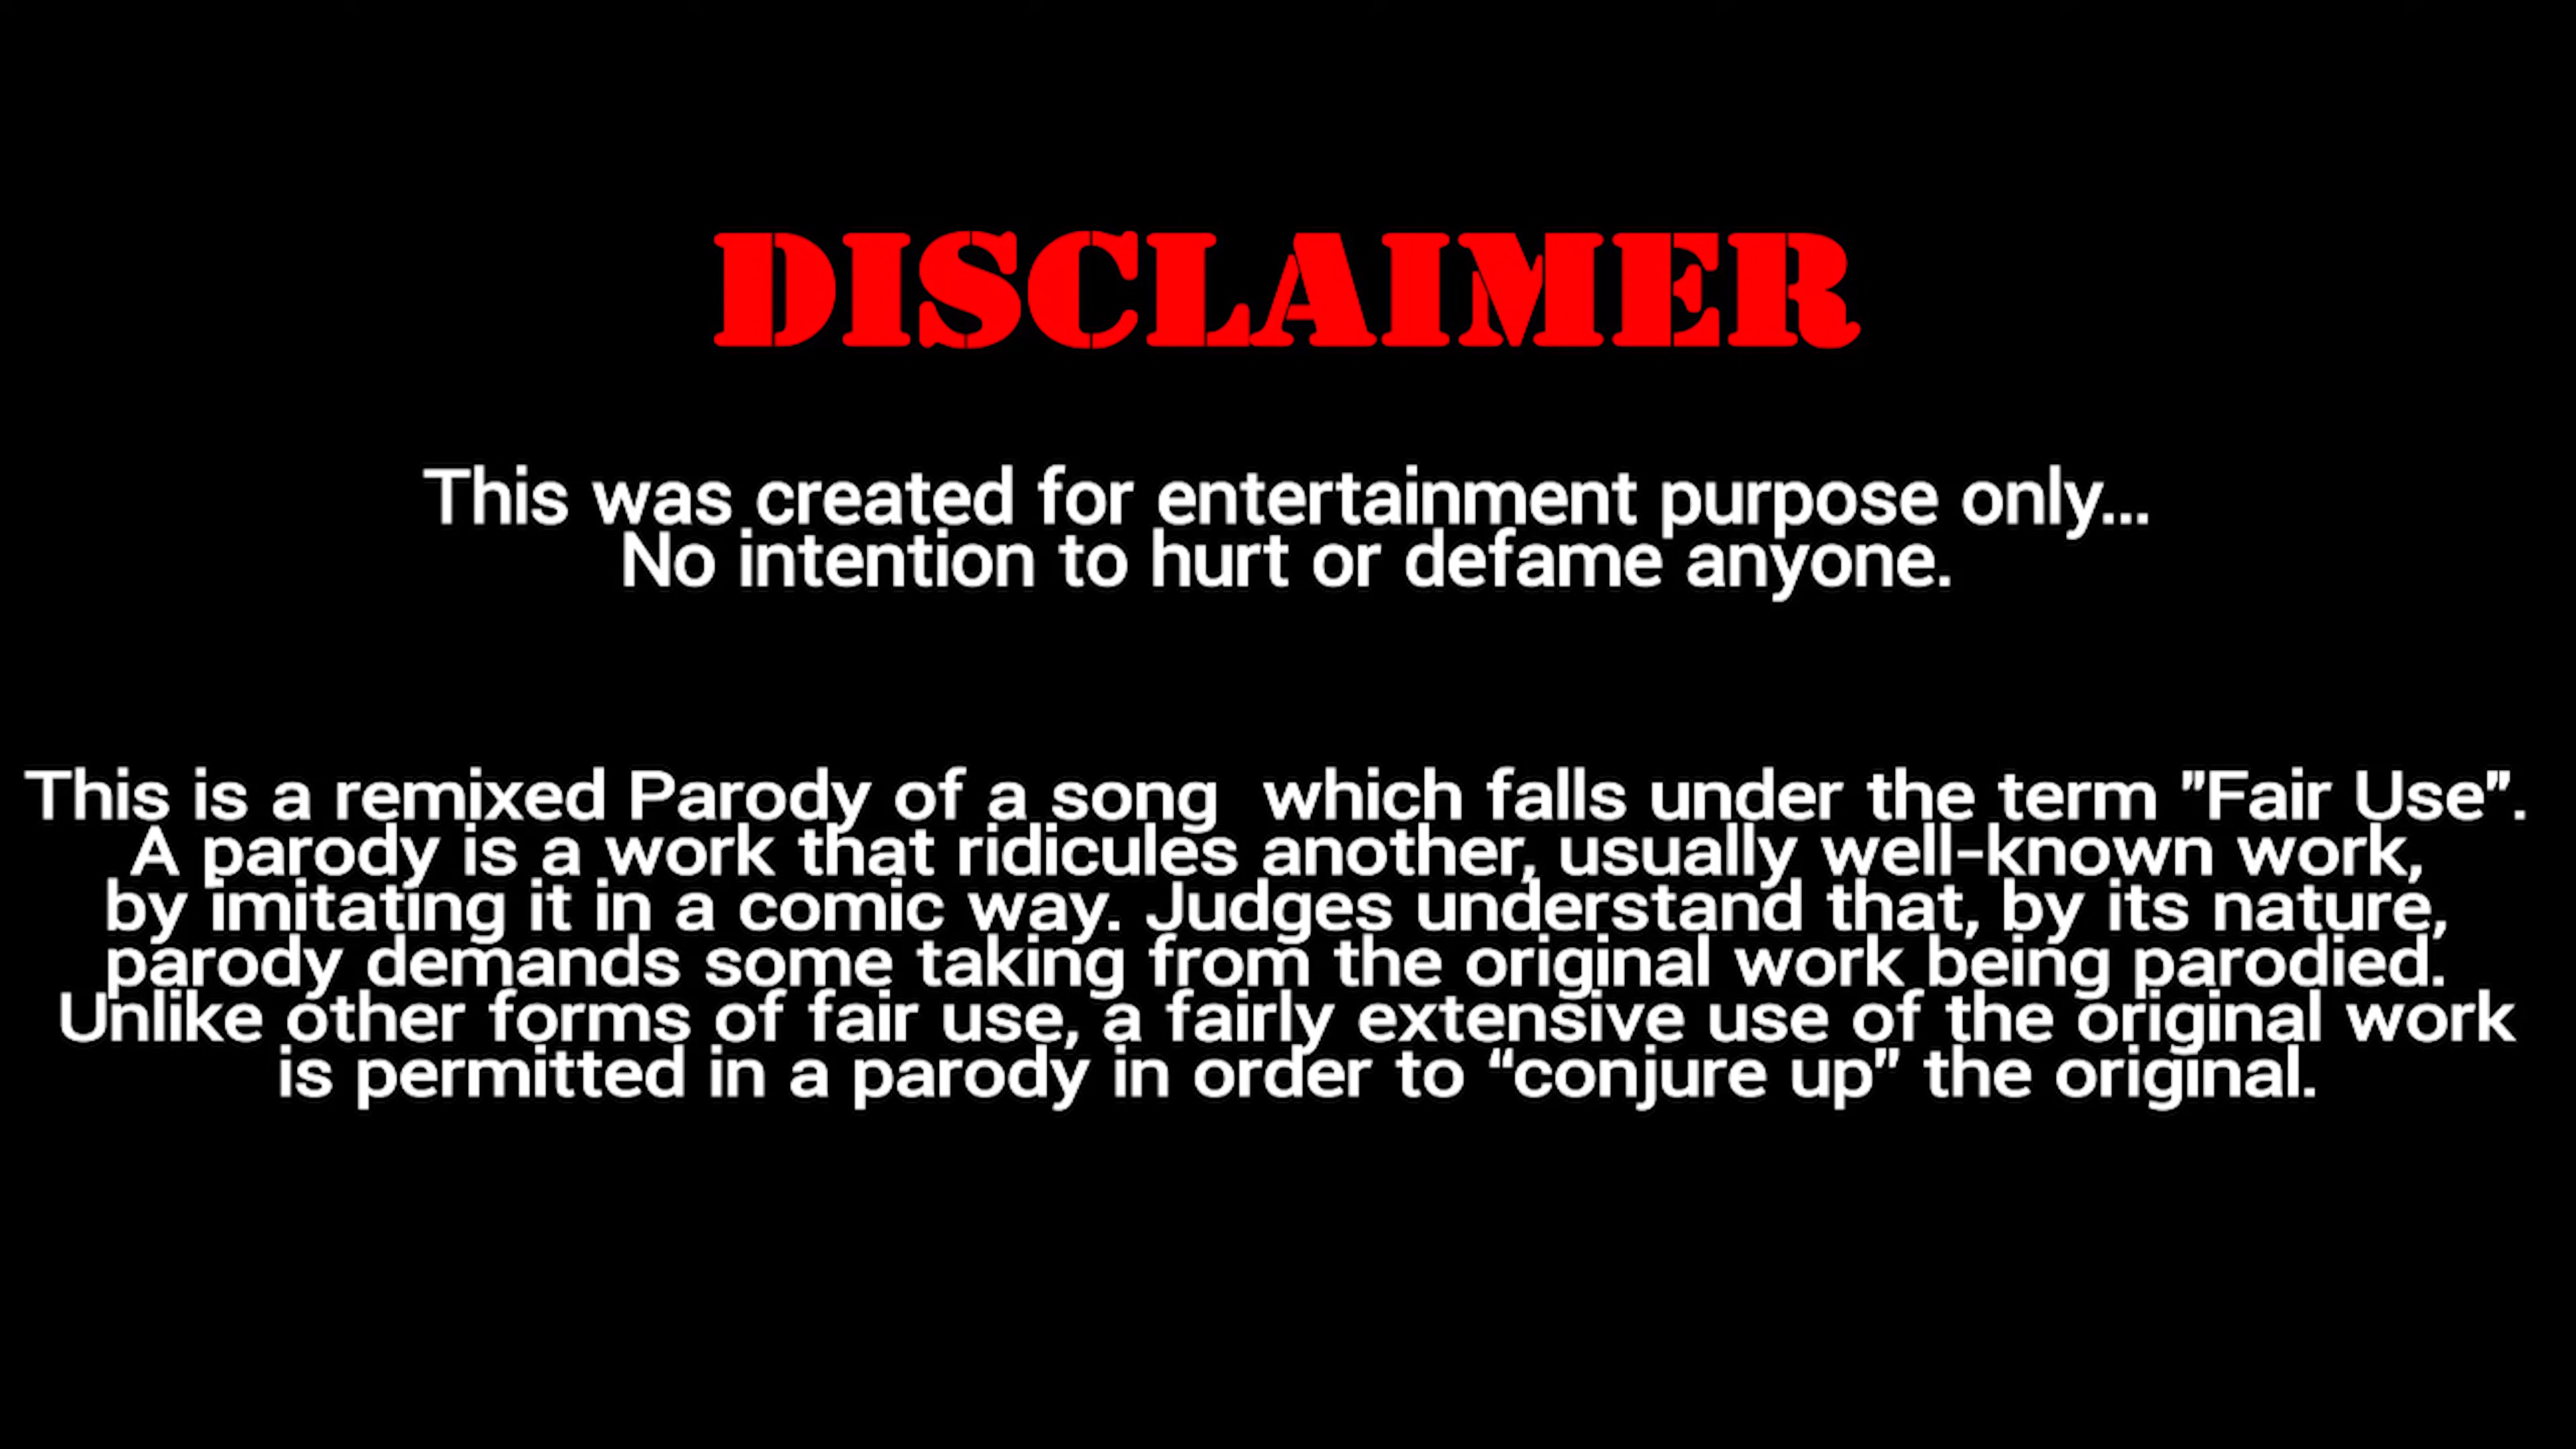 DISCLAIMER
This was created for entertainment purpose only...
No intention to hurt or defame anyone.
This is a remixed Parody of a song  which falls under the term "Fair Use".
A parody is a work that ridicules another, usually well-known work,
by imitating it in a comic way. Judges understand that, by its nature,
parody demands some taking from the original work being parodied.
Unlike other forms of fair use, a fairly extensive use of the original work
is permitted in a parody in order to “conjure up” the original.